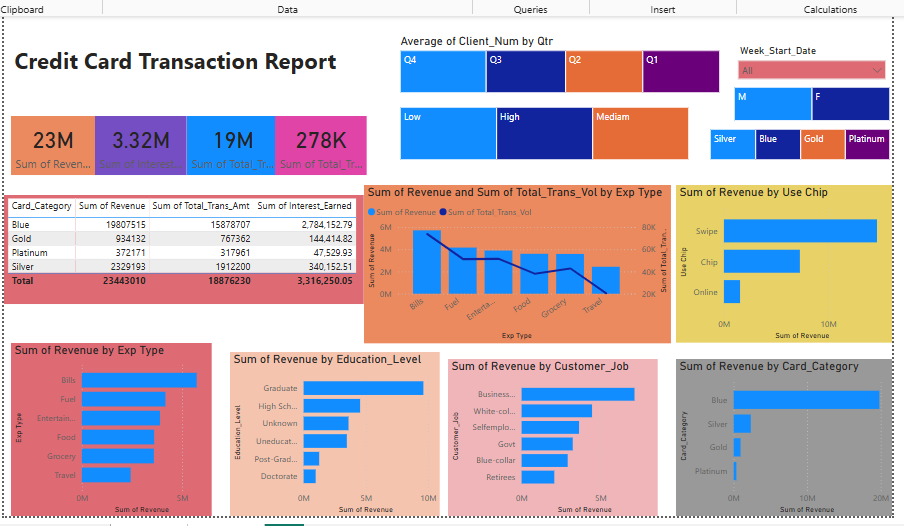 Clipboard
Data
Queries
Insert
Calculations
Credit Card Transaction Report
Average of Client_Num by Qtr
Q4
Q3
Q2
Q1
Week_Start_Date
All
M
F
Low
High
Mediam
Silver
Blue
Gold
Platinum
23M
Sum of Reven...
3.32M
Sum of Interest...
19M
Sum of Total_Tr...
278K
Sum of Total_Tr...
Card_Category Sum of Revenue Sum of Total_Trans_Amt Sum of Interest_Earned
Blue 19807515 15878707 2,784,152.79
Gold 934132 767362 144,414.82
Platinum 372171 317961 47,529.93
Silver 2329193 1912200 340,152.51
Total 23443010 18876230 3,316,250.05
Sum of Revenue and Sum of Total_Trans_Vol by Exp Type
Sum of Revenue Sum of Total_Trans_Vol
Sum of Revenue
6M
4M
2M
0M
80K
60K
40K
20K
Sum of Total_Tran...
Bills
Fuel
Enterta...
Food
Grocery
Travel
Exp Type
Sum of Revenue by Use Chip
Use Chip
Swipe
Chip
Online
0M
10M
Sum of Revenue
Sum of Revenue by Exp Type
Exp Type
Bills
Fuel
Entertain...
Food
Grocery
Travel
0M
5M
Sum of Revenue
Sum of Revenue by Education_Level
Education_Level
Graduate
High Sch...
Unknown
Uneducat...
Post-Grad...
Doctorate
0M
5M
10M
Sum of Revenue
Sum of Revenue by Customer_Job
Customer_Job
Business...
White-col...
Selfemplo...
Govt
Blue-collar
Retirees
0M
5M
Sum of Revenue
Sum of Revenue by Card_Category
Card_Category
Blue
Silver
Gold
Platinum
0M
10M
20M
Sum of Revenue